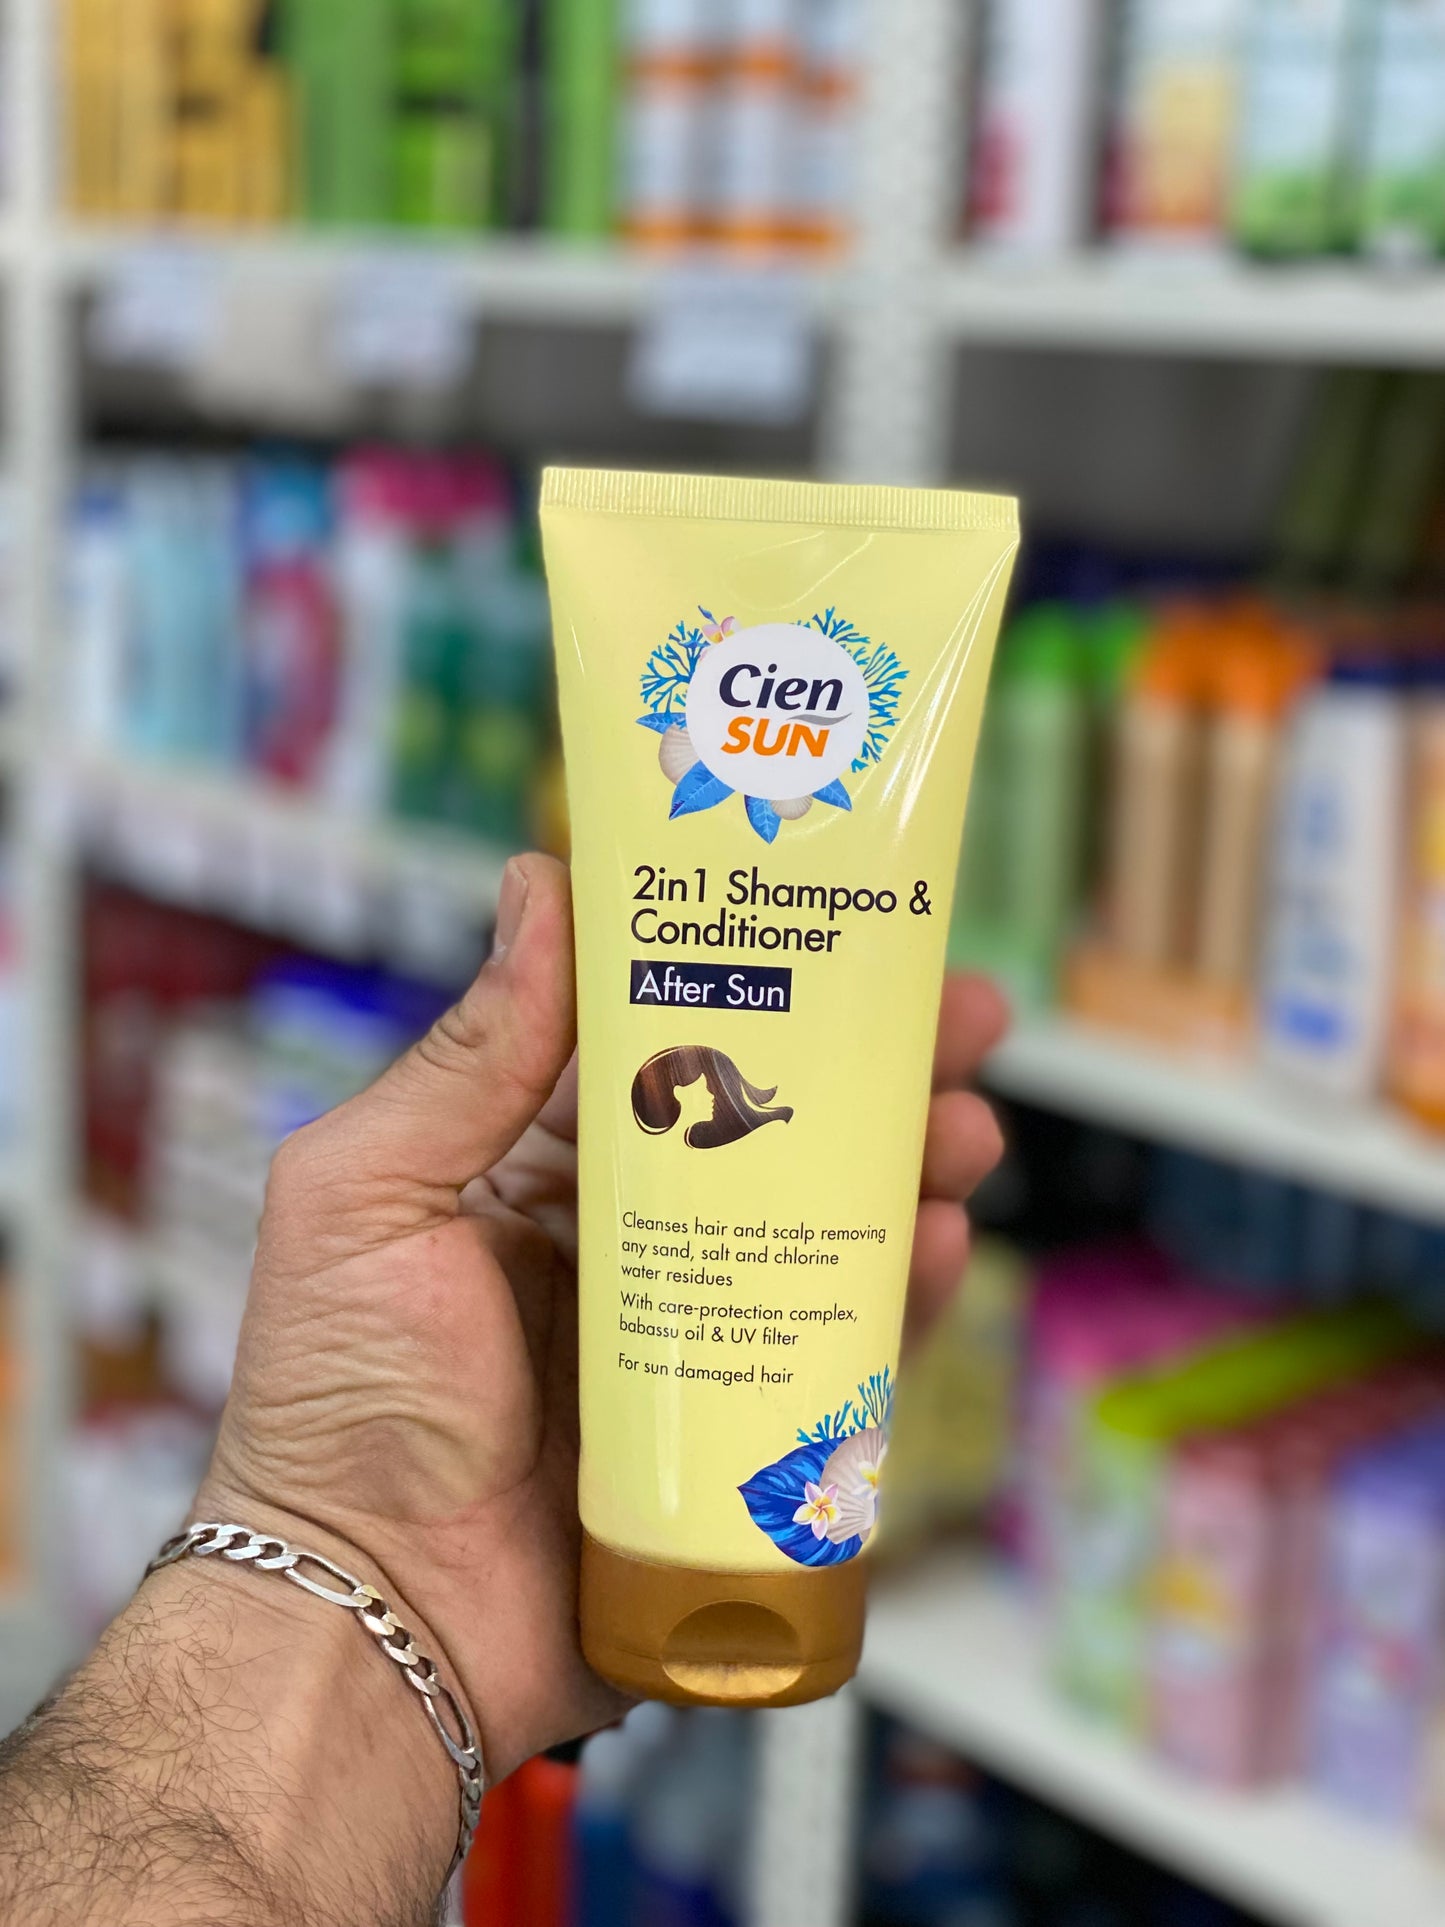 Cien
SUN
2in1 Shampoo &
Conditioner
After Sun
Cleanses hair and scalp removing
any sand, salt and chlorine
water residues
With care-protection complex,
babassu oil & UV filter
For sun damaged hair